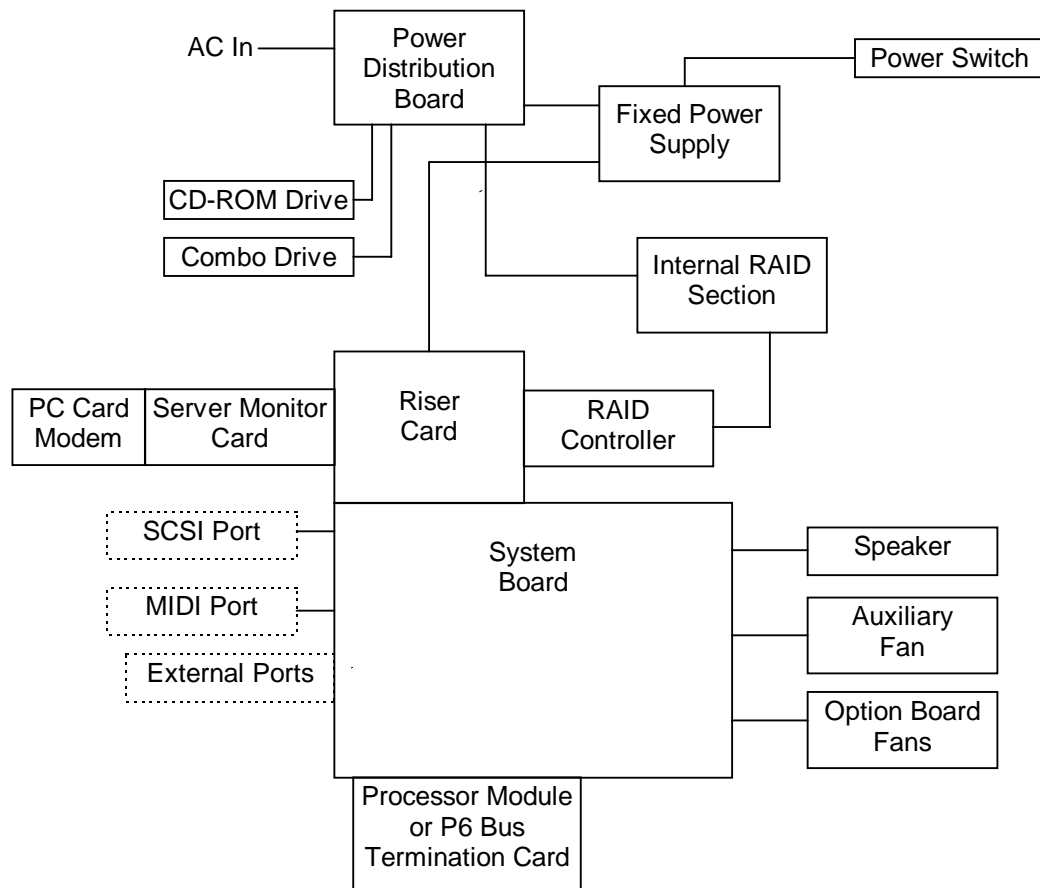 AC In
Power
Distribution
Board
Power Switch
Fixed Power
Supply
CD-ROM Drive
Combo Drive
Internal RAID
Section
PC Card
Modem
Server Monitor
Card
Riser
Card
RAID
Controller
SCSI Port
MIDI Port
External Ports
System
Board
Speaker
Auxiliary
Fan
Option Board
Fans
Processor Module
or P6 Bus
Termination Card